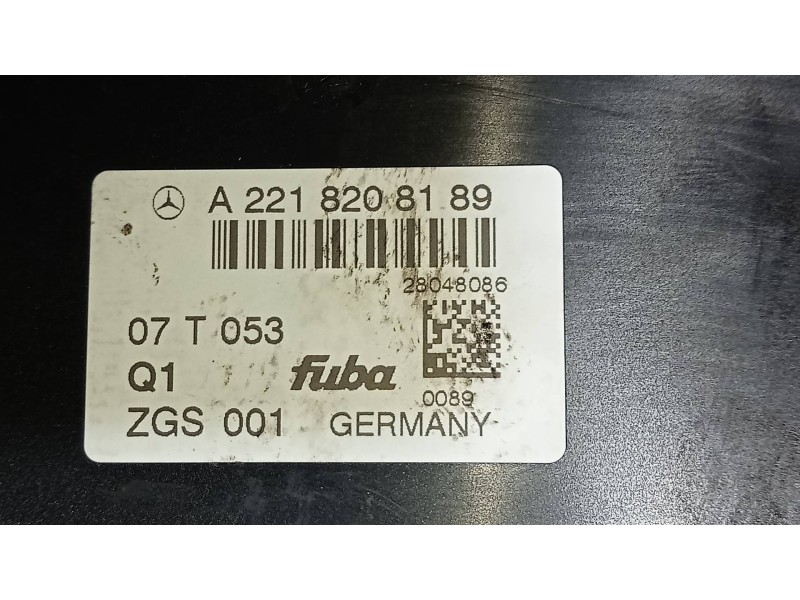 A 221 820 81 89
28048086
07 T 053
Q1 fuba
0089
ZGS 001 GERMANY